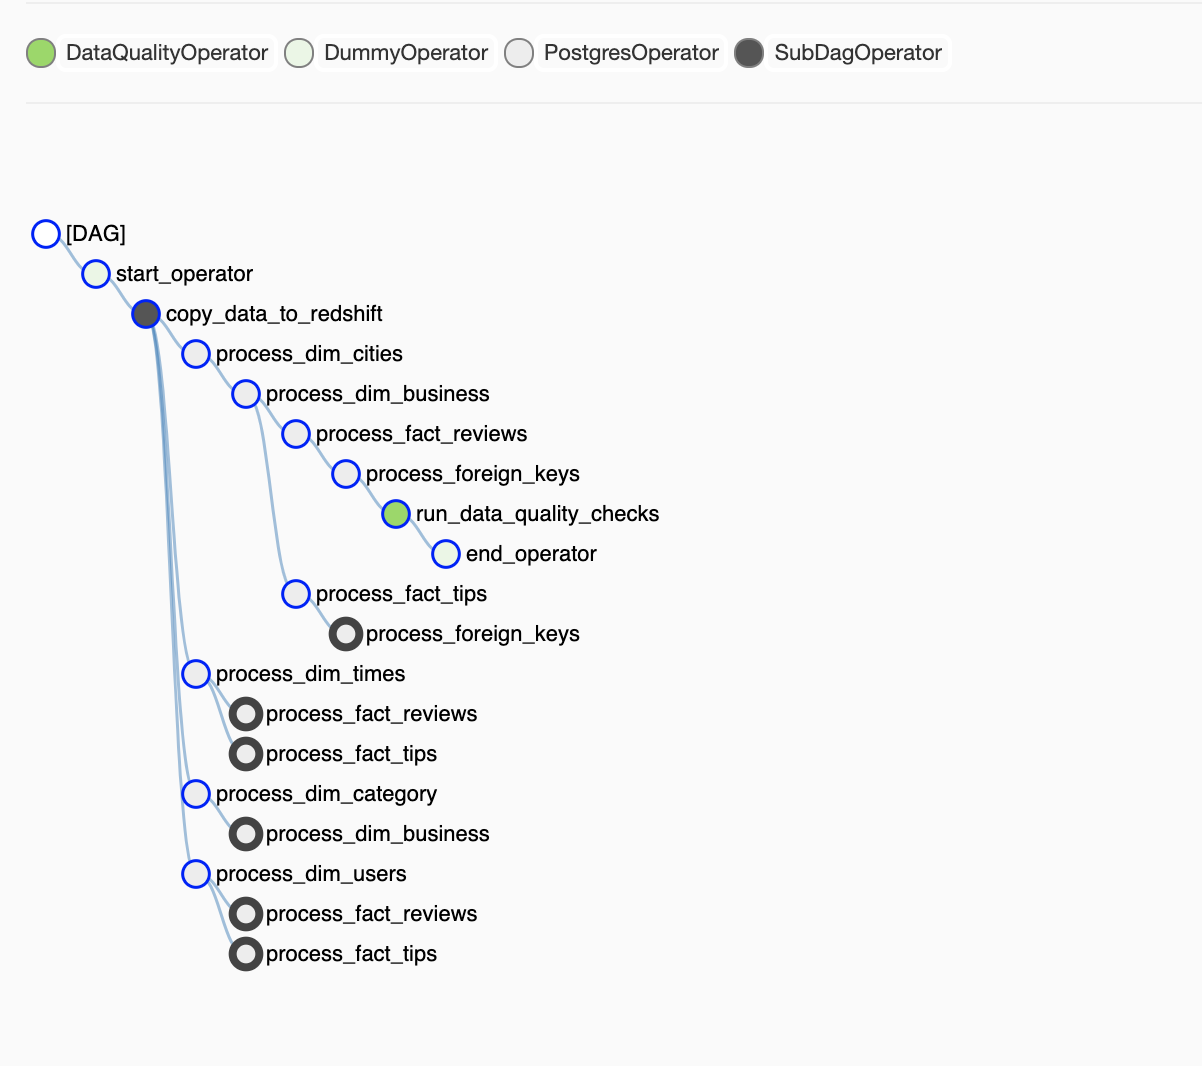 DataQualityOperator DummyOperator PostgresOperator SubDagOperator
[DAG]
start_operator
copy_data_to_redshift
process_dim_cities
process_dim_business
process_fact_reviews
process_foreign_keys
run_data_quality_checks
end_operator
process_fact_tips
process_foreign_keys
process_dim_times
process_fact_reviews
process_fact_tips
process_dim_category
process_dim_business
process_dim_users
process_fact_reviews
process_fact_tips